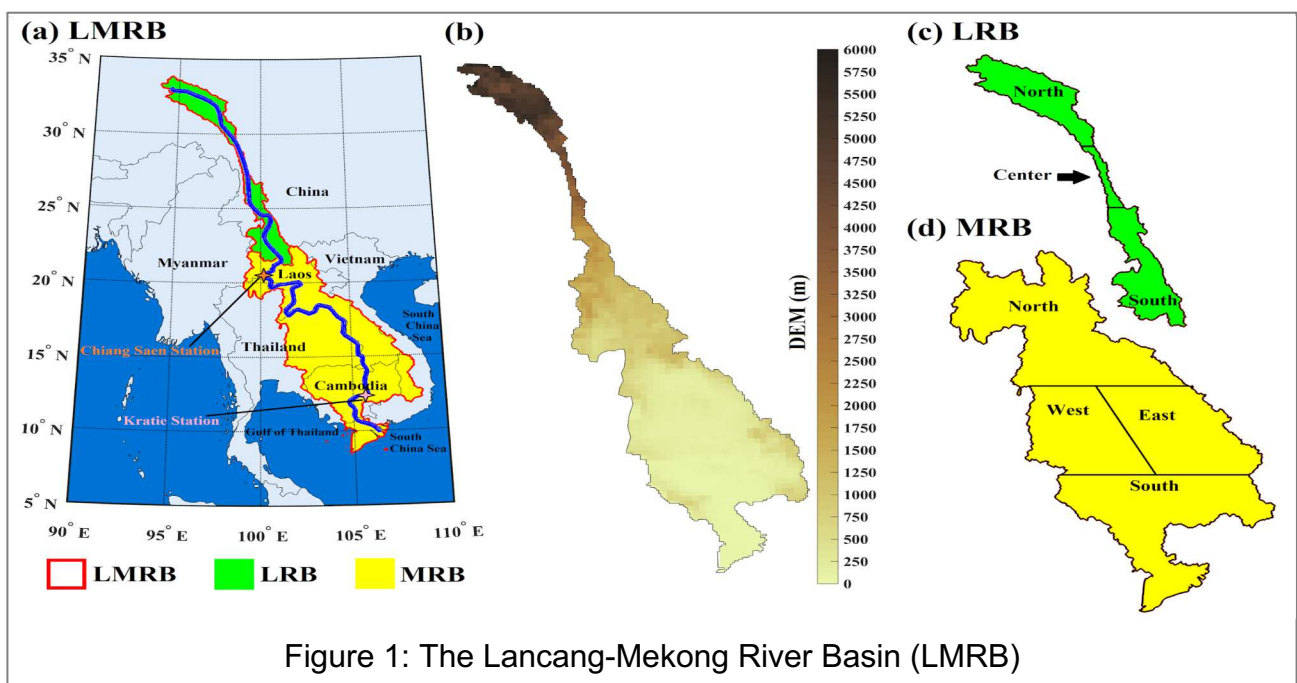 (a) LMRB
35° N
30° N
25° N
20° N
15° N
10° N
5° N
90° E
95° E
100° E
105° E
110° E
China
Myanmar
Vietnam
Laos
Thailand
Cambodia
South
China
Sea
Chiang Saen Station
Kratie Station
Gulf of Thailand
South
China Sea
LMRB
LRB
MRB
(b)
DEM (m)
6000
5750
5500
5250
5000
4750
4500
4250
4000
3750
3500
3250
3000
2750
2500
2250
2000
1750
1500
1250
1000
750
500
250
0
(c) LRB
North
Center
South
(d) MRB
North
West
East
South
Figure 1: The Lancang-Mekong River Basin (LMRB)